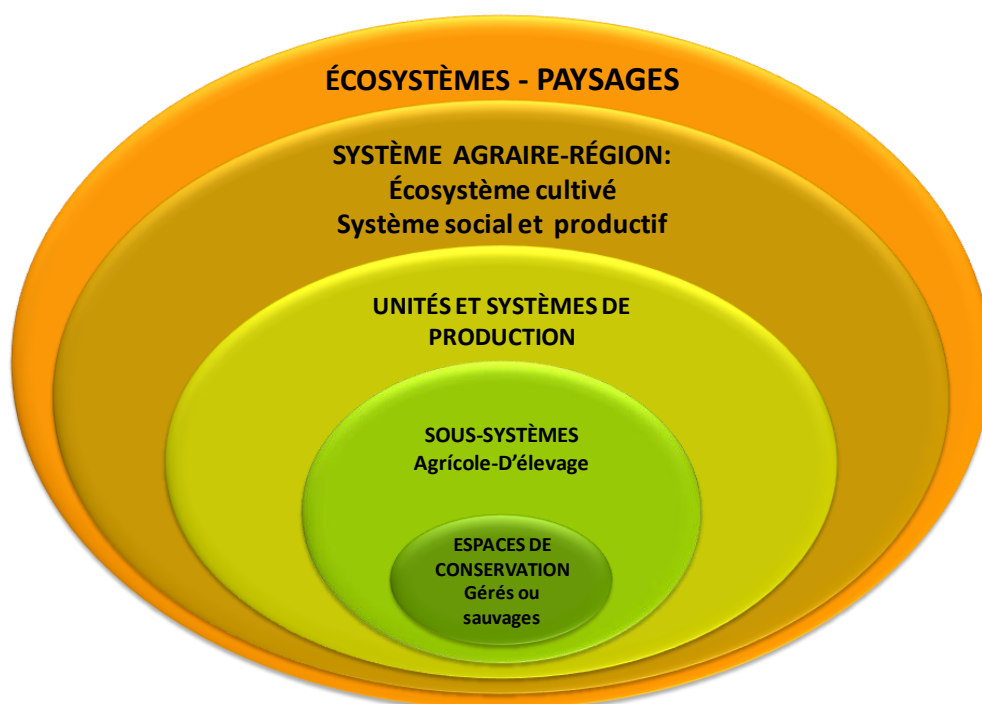 ÉCOSYSTÈMES - PAYSAGES
SYSTÈME AGRAIRE-RÉGION:
Écosystème cultivé
Système social et productif
UNITÉS ET SYSTÈMES DE
PRODUCTION
SOUS-SYSTÈMES
Agrícole-D'élevage
ESPACES DE
CONSERVATION
Gérés ou
sauvages